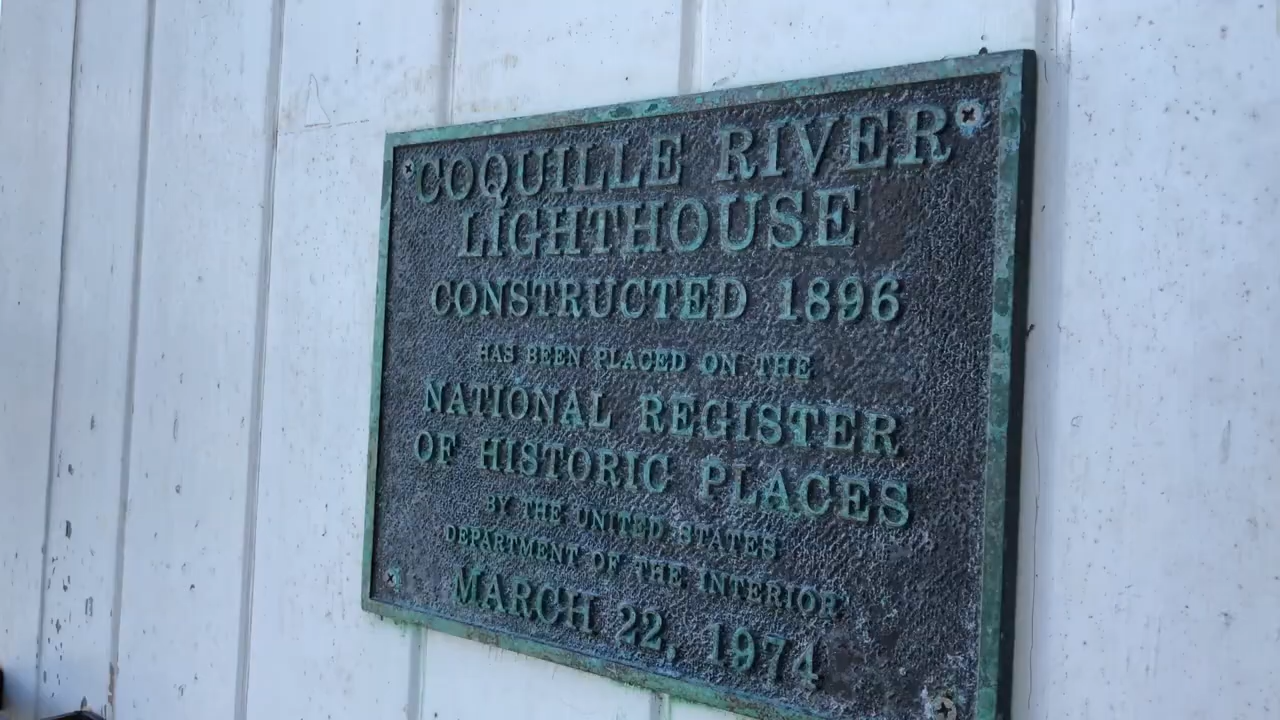 COQUILLE RIVER
LIGHTHOUSE
CONSTRUCTED 1896
HAS BEEN PLACED ON THE
NATIONAL REGISTER
OF HISTORIC PLACES
BY THE UNITED STATES
DEPARTMENT OF THE INTERIOR
MARCH 22, 1974